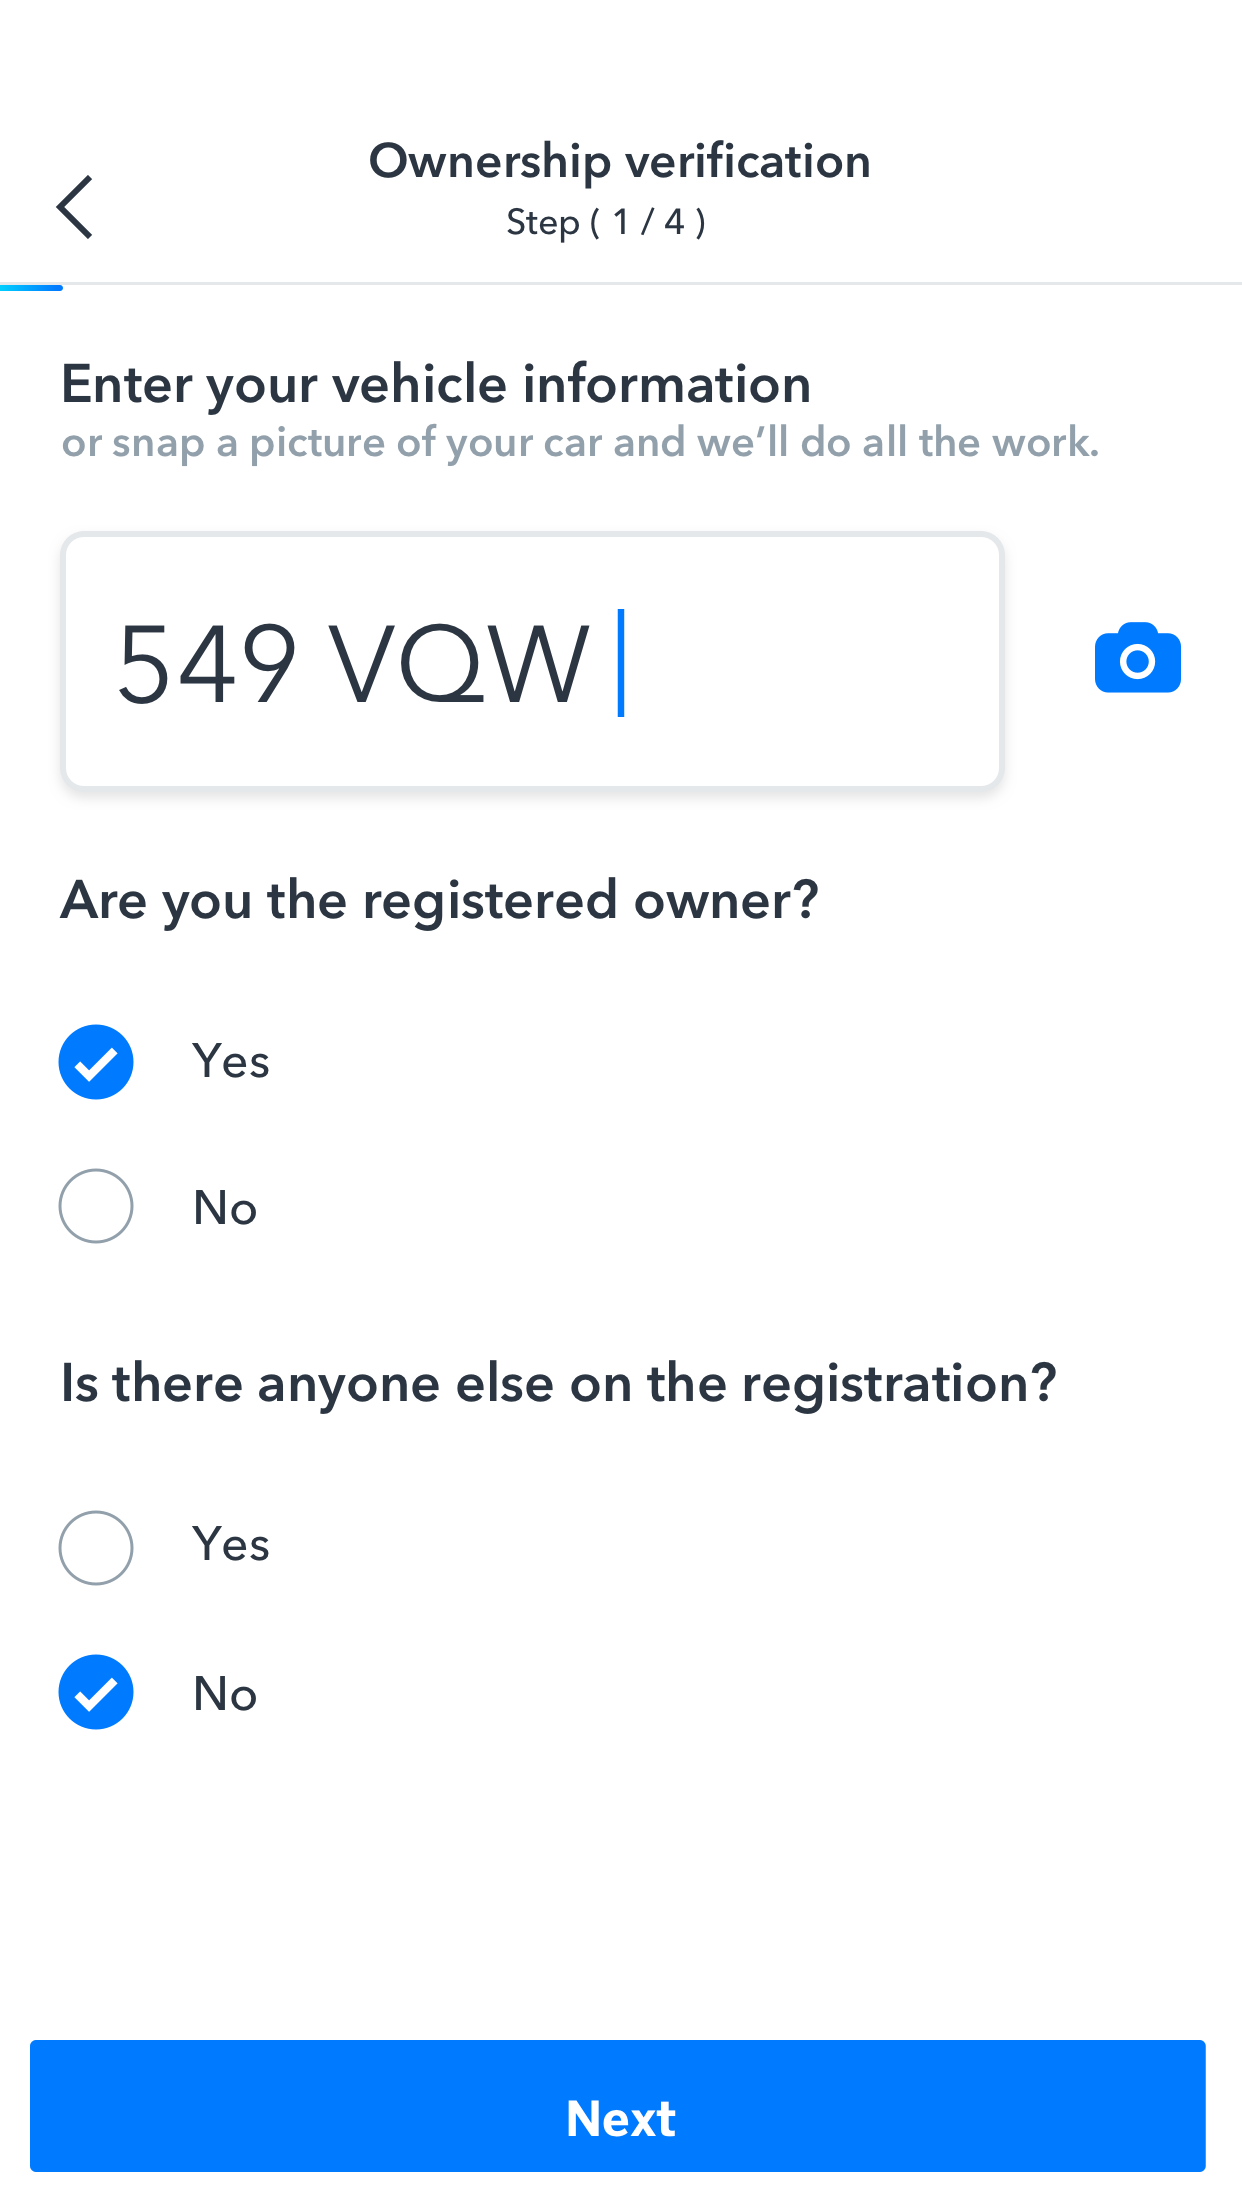 Ownership verification
Step ( 1 / 4 )
Enter your vehicle information
or snap a picture of your car and we’ll do all the work.
549 VQW
Are you the registered owner?
Yes
No
Is there anyone else on the registration?
Yes
No
Next